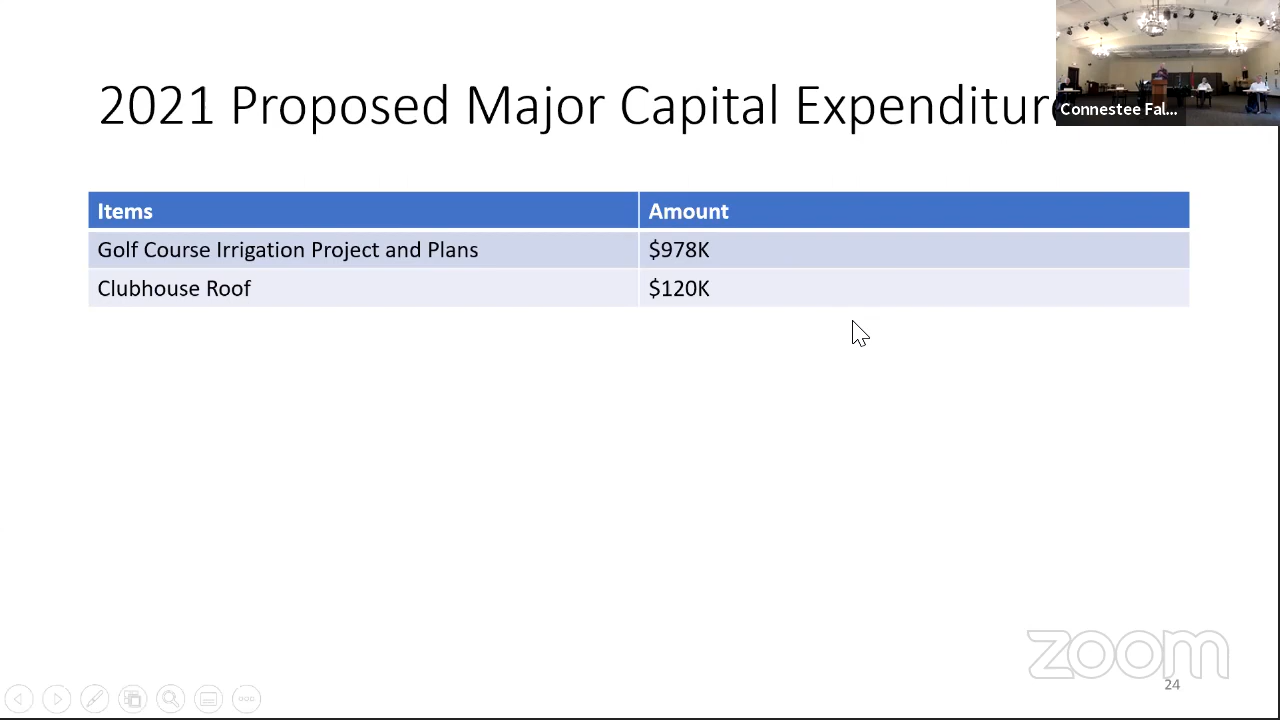 2021 Proposed Major Capital Expenditur
Connestee Fal...
Items Amount
Golf Course Irrigation Project and Plans $978K
Clubhouse Roof $120K
zoom
24